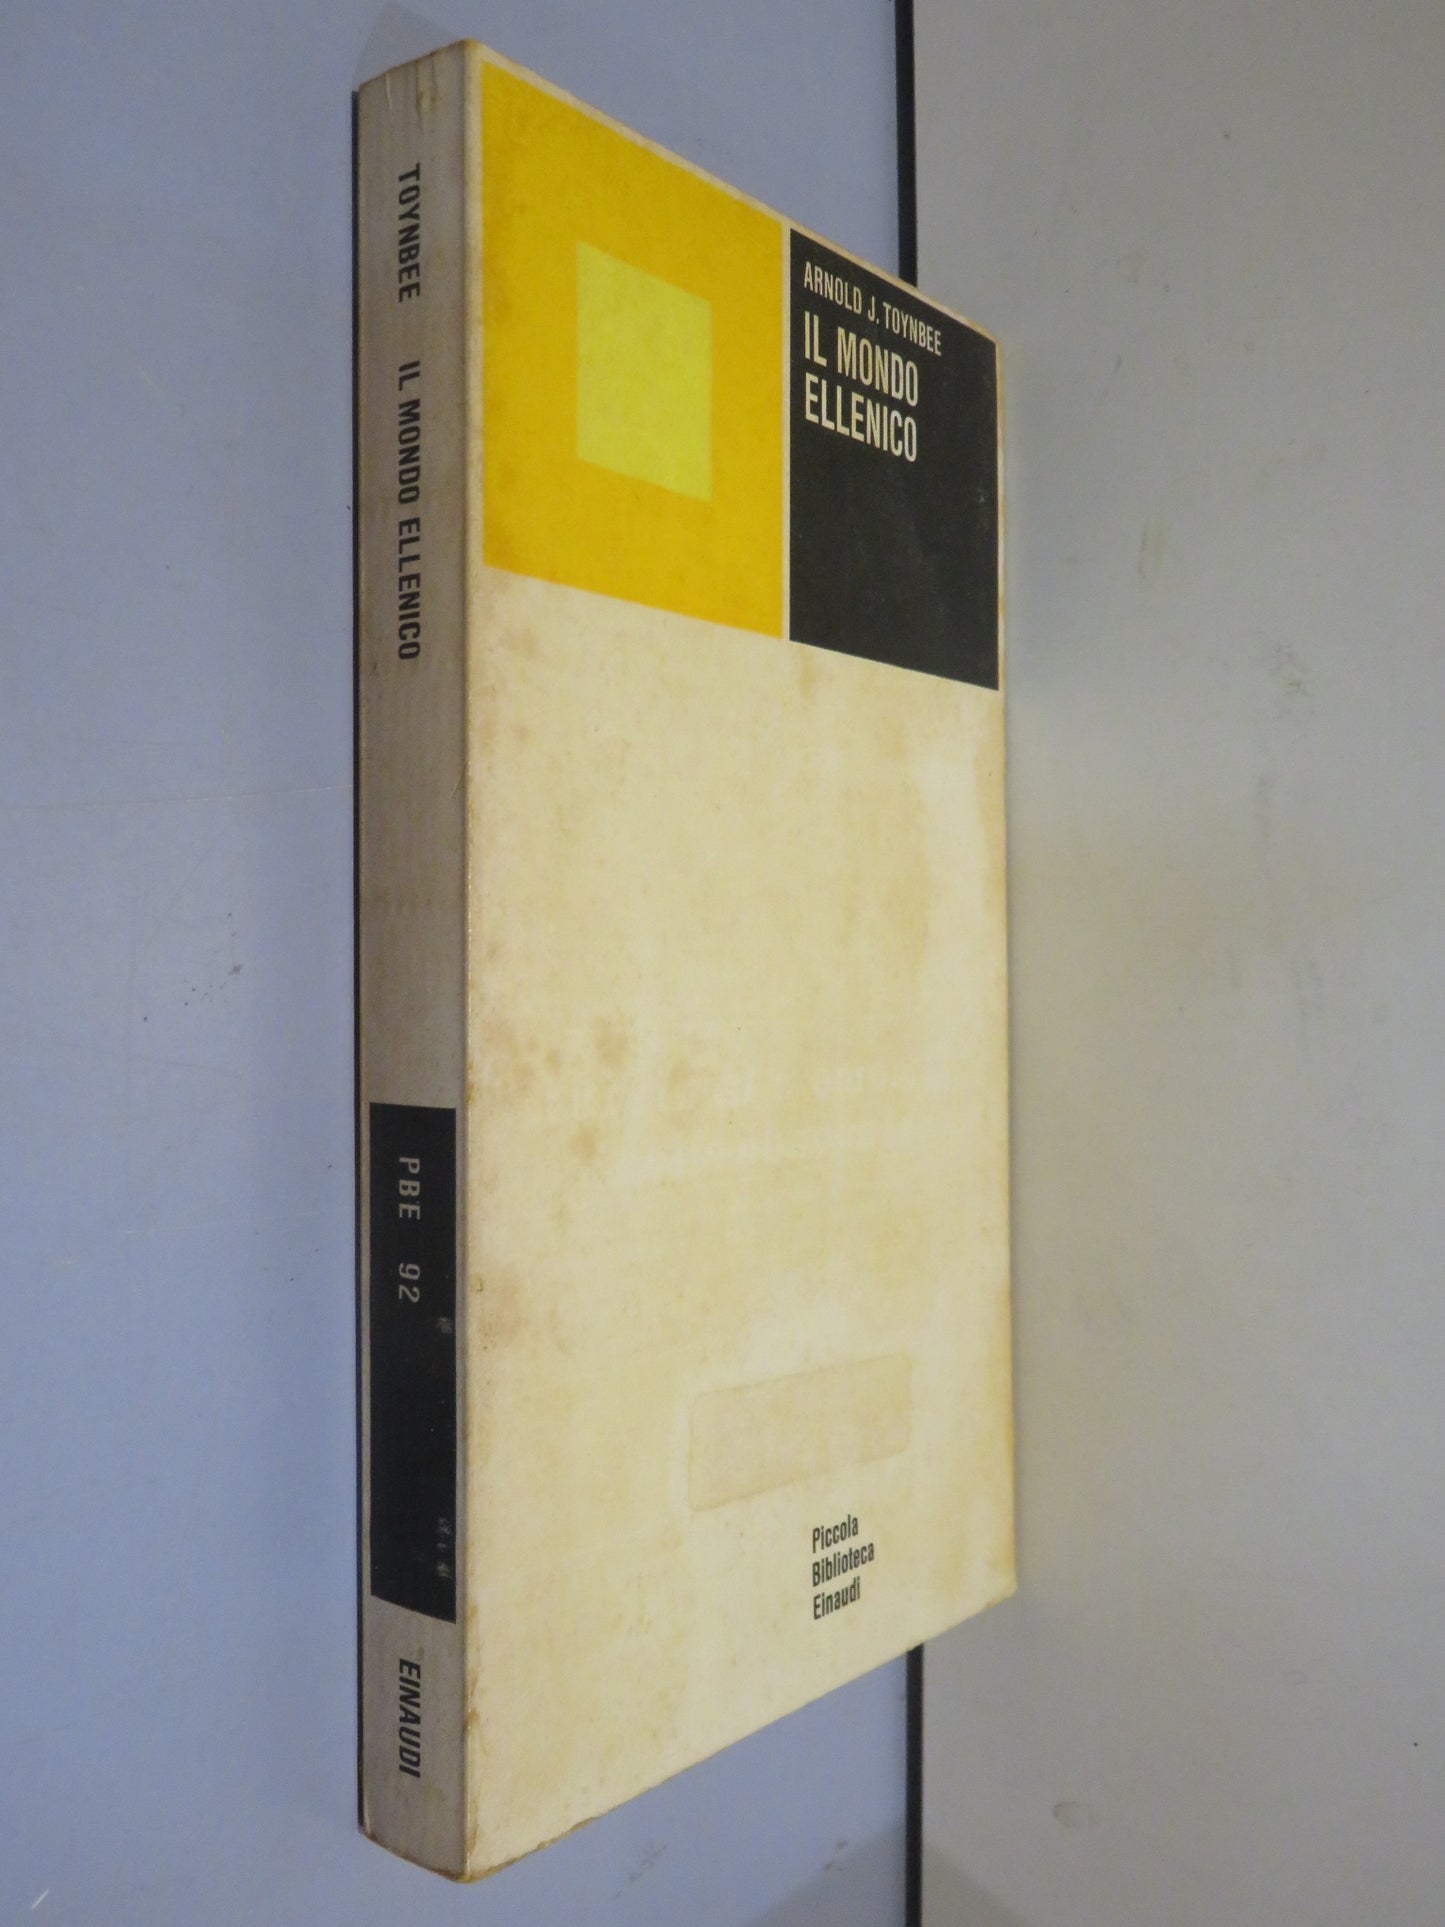 TOYNBEE IL MONDO ELLENICO
PBE 92
EINAUDI
ARNOLD J. TOYNBEE
IL MONDO
ELLENICO
Piccola
Biblioteca
Einaudi